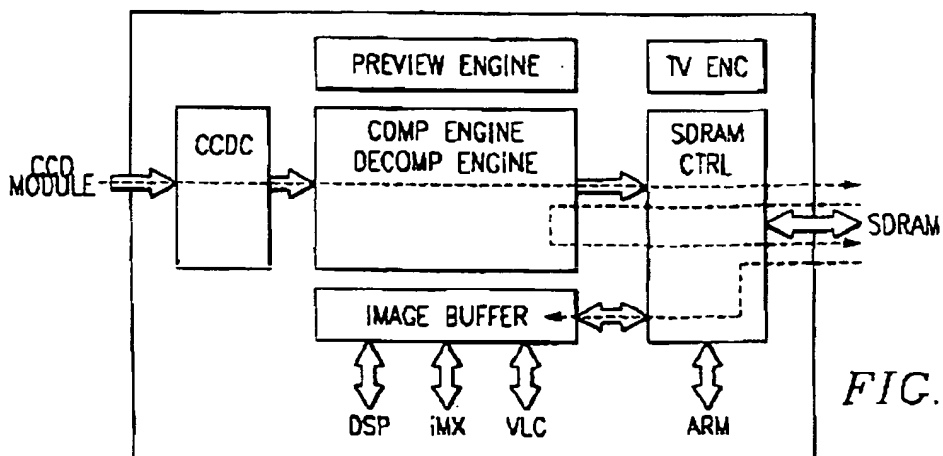 PREVIEW ENGINE
TV ENC
CCDC
COMP ENGINE
DECOMP ENGINE
SDRAM
CTRL
CCD
MODULE
SDRAM
IMAGE BUFFER
DSP
iMX
VLC
ARM
FIG.